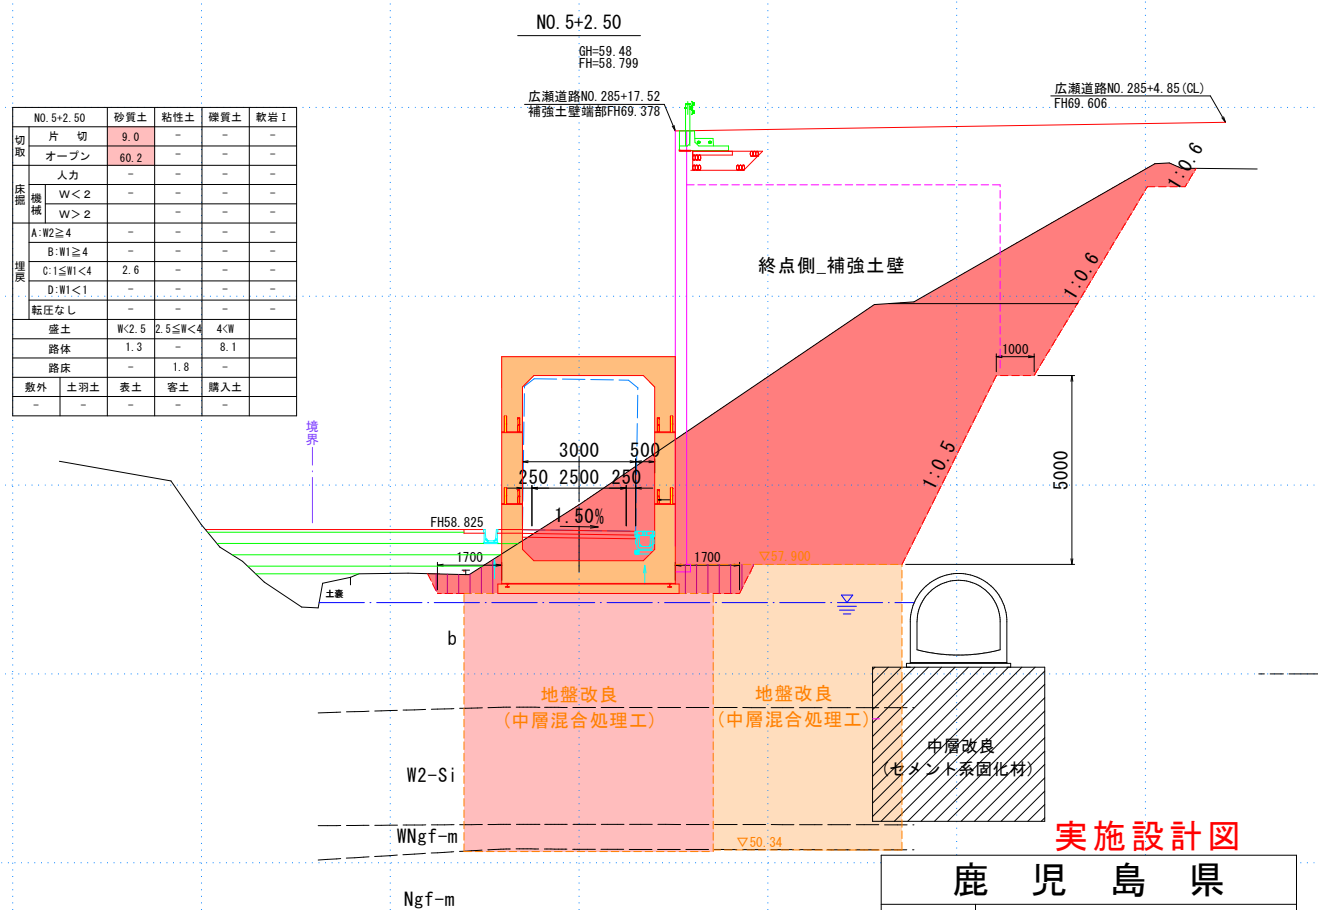 NO.5+2.50
GH=59.48
FH=58.799
広瀬道路NO.285+17.52
補強土壁端部FH69.378
広瀬道路NO.285+4.85(CL)
FH69.606
NO.5+2.50 砂質土 粘性土 礫質土 軟岩Ⅰ
切取 片 切 9.0 - - -
オープン 60.2 - - -
床掘 人力 - - - -
機械 W<2 - - - -
W>2 - - -
埋戻 A:W2≧4 - - - -
B:W1≧4 - - - -
C:1≦W1<4 2.6 - - -
D:W1<1 - - - -
転圧なし - - - -
盛土 W<2.5 2.5≦W<4 4<W
路体 1.3 - 8.1
路床 - 1.8 -
敷外 土羽土 表土 客土 購入土
- - - - -
1:0.6
終点側_補強土壁
1:0.6
1000
境界
3000 500
250 2500 250
1:0.5
5000
1.50%
FH58.825
1700
1700
▽57.900
土嚢
b
地盤改良
(中層混合処理工)
地盤改良
(中層混合処理工)
中層改良
(セメント系固化材)
W2-Si
WNgf-m
▽50.34
Ngf-m
実施設計図
鹿児島県